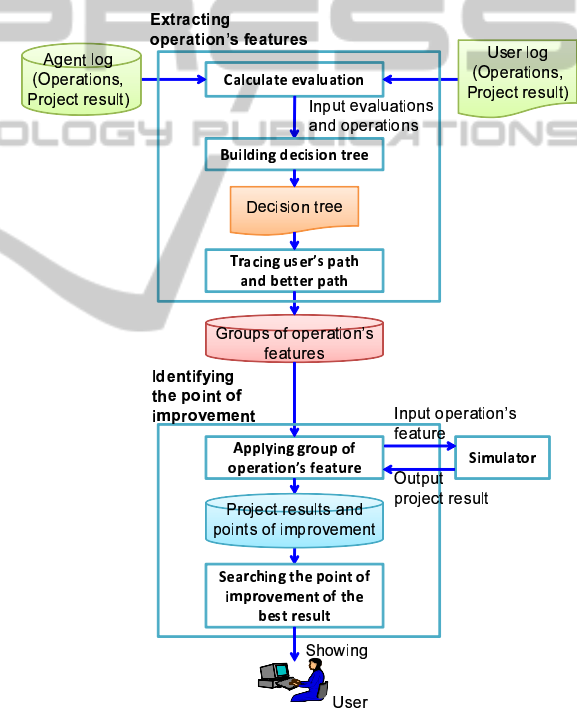 Extracting
operation's features
Agent log
(Operations,
Project result)
User log
(Operations,
Project result)
Calculate evaluation
Input evaluations
and operations
Building decision tree
Decision tree
Tracing user's path
and better path
Groups of operation's
features
Identifying
the point of
improvement
Input operation's
feature
Applying group of
operation's feature
Simulator
Output
project result
Project results and
points of improvement
Searching the point of
improvement of the
best result
Showing
User
PRESS
OLOGY PUBLICATIONS